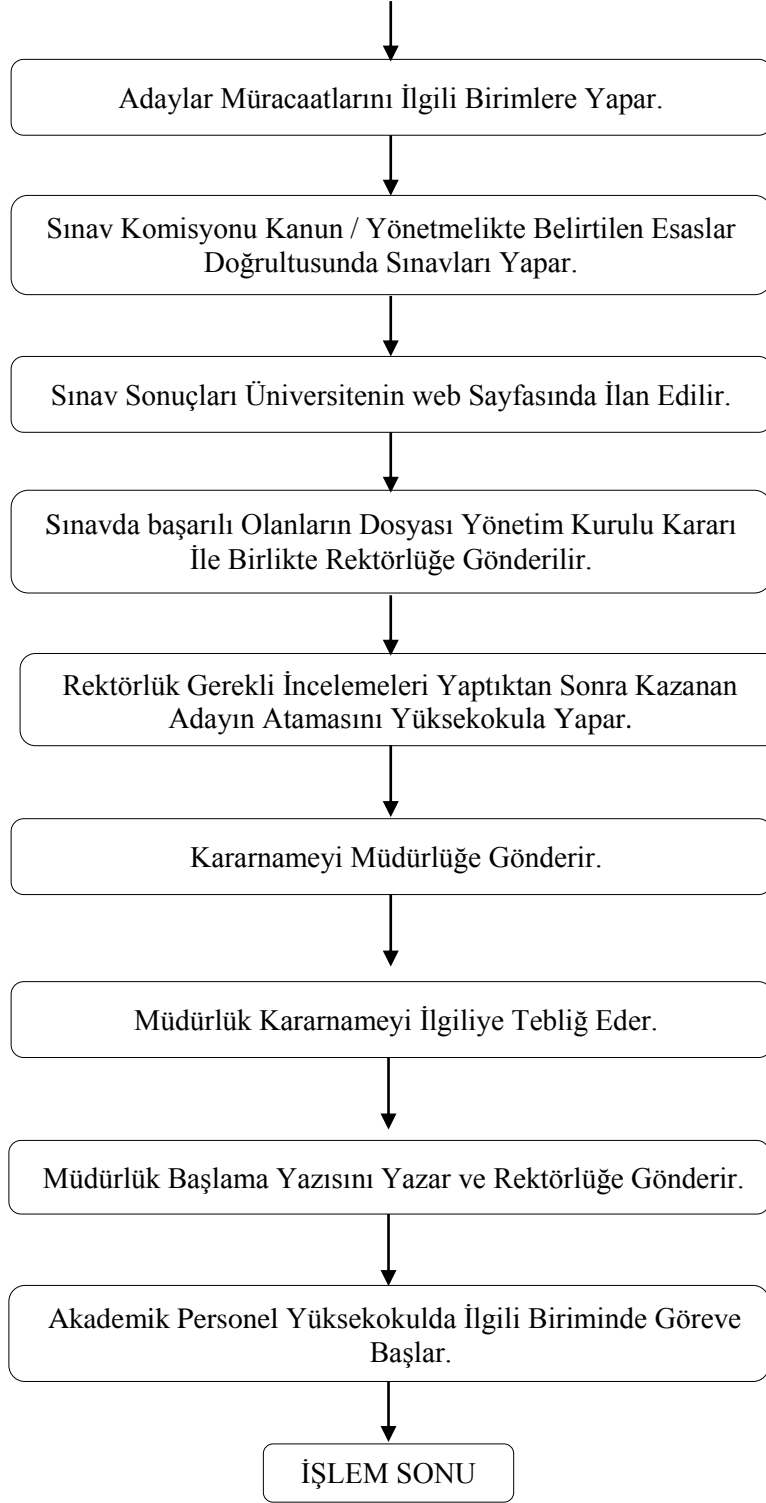 Adaylar Müracaatlarını İlgili Birimlere Yapar.
Sınav Komisyonu Kanun / Yönetmelikte Belirtilen Esaslar
Doğrultusunda Sınavları Yapar.
Sınav Sonuçları Üniversitenin web Sayfasında İlan Edilir.
Sınavda başarılı Olanların Dosyası Yönetim Kurulu Kararı
İle Birlikte Rektörlüğe Gönderilir.
Rektörlük Gerekli İncelemeleri Yaptıktan Sonra Kazanan
Adayın Atamasını Yüksekokula Yapar.
Kararnameyi Müdürlüğe Gönderir.
Müdürlük Kararnameyi İlgiliye Tebliğ Eder.
Müdürlük Başlama Yazısını Yazar ve Rektörlüğe Gönderir.
Akademik Personel Yüksekokulda İlgili Biriminde Göreve
Başlar.
İŞLEM SONU